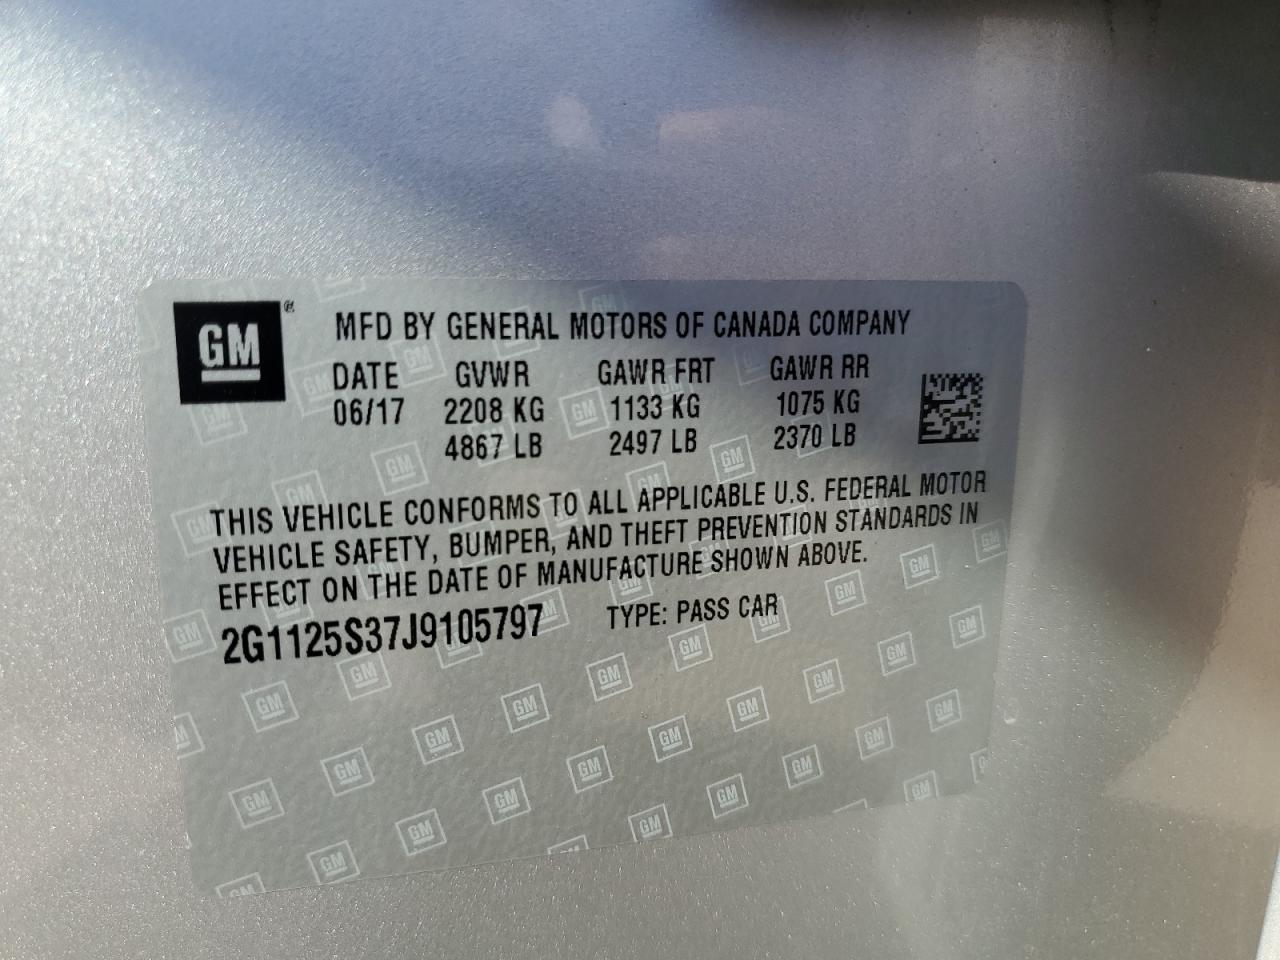 GM®
MFD BY GENERAL MOTORS OF CANADA COMPANY
DATE GVWR GAWR FRT GAWR RR
06/17 2208 KG 1133 KG 1075 KG
4867 LB 2497 LB 2370 LB
THIS VEHICLE CONFORMS TO ALL APPLICABLE U.S. FEDERAL MOTOR
VEHICLE SAFETY, BUMPER, AND THEFT PREVENTION STANDARDS IN
EFFECT ON THE DATE OF MANUFACTURE SHOWN ABOVE.
2G1125S37J9105797 TYPE: PASS CAR